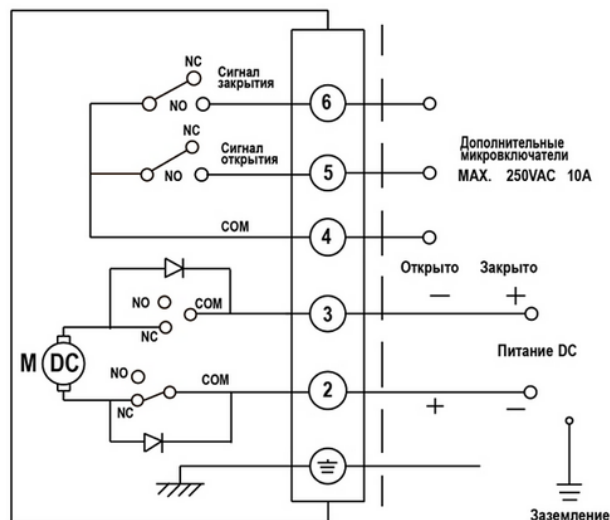 NC
Сигнал
закрытия
NO
6
NC
Сигнал
открытия
NO
5
Дополнительные
микровключатели
MAX. 250VAC 10A
COM
4
Открыто Закрыто
− +
NO
COM
3
NC
Питание DC
M DC
NO
COM
2
NC
+ −
Заземление